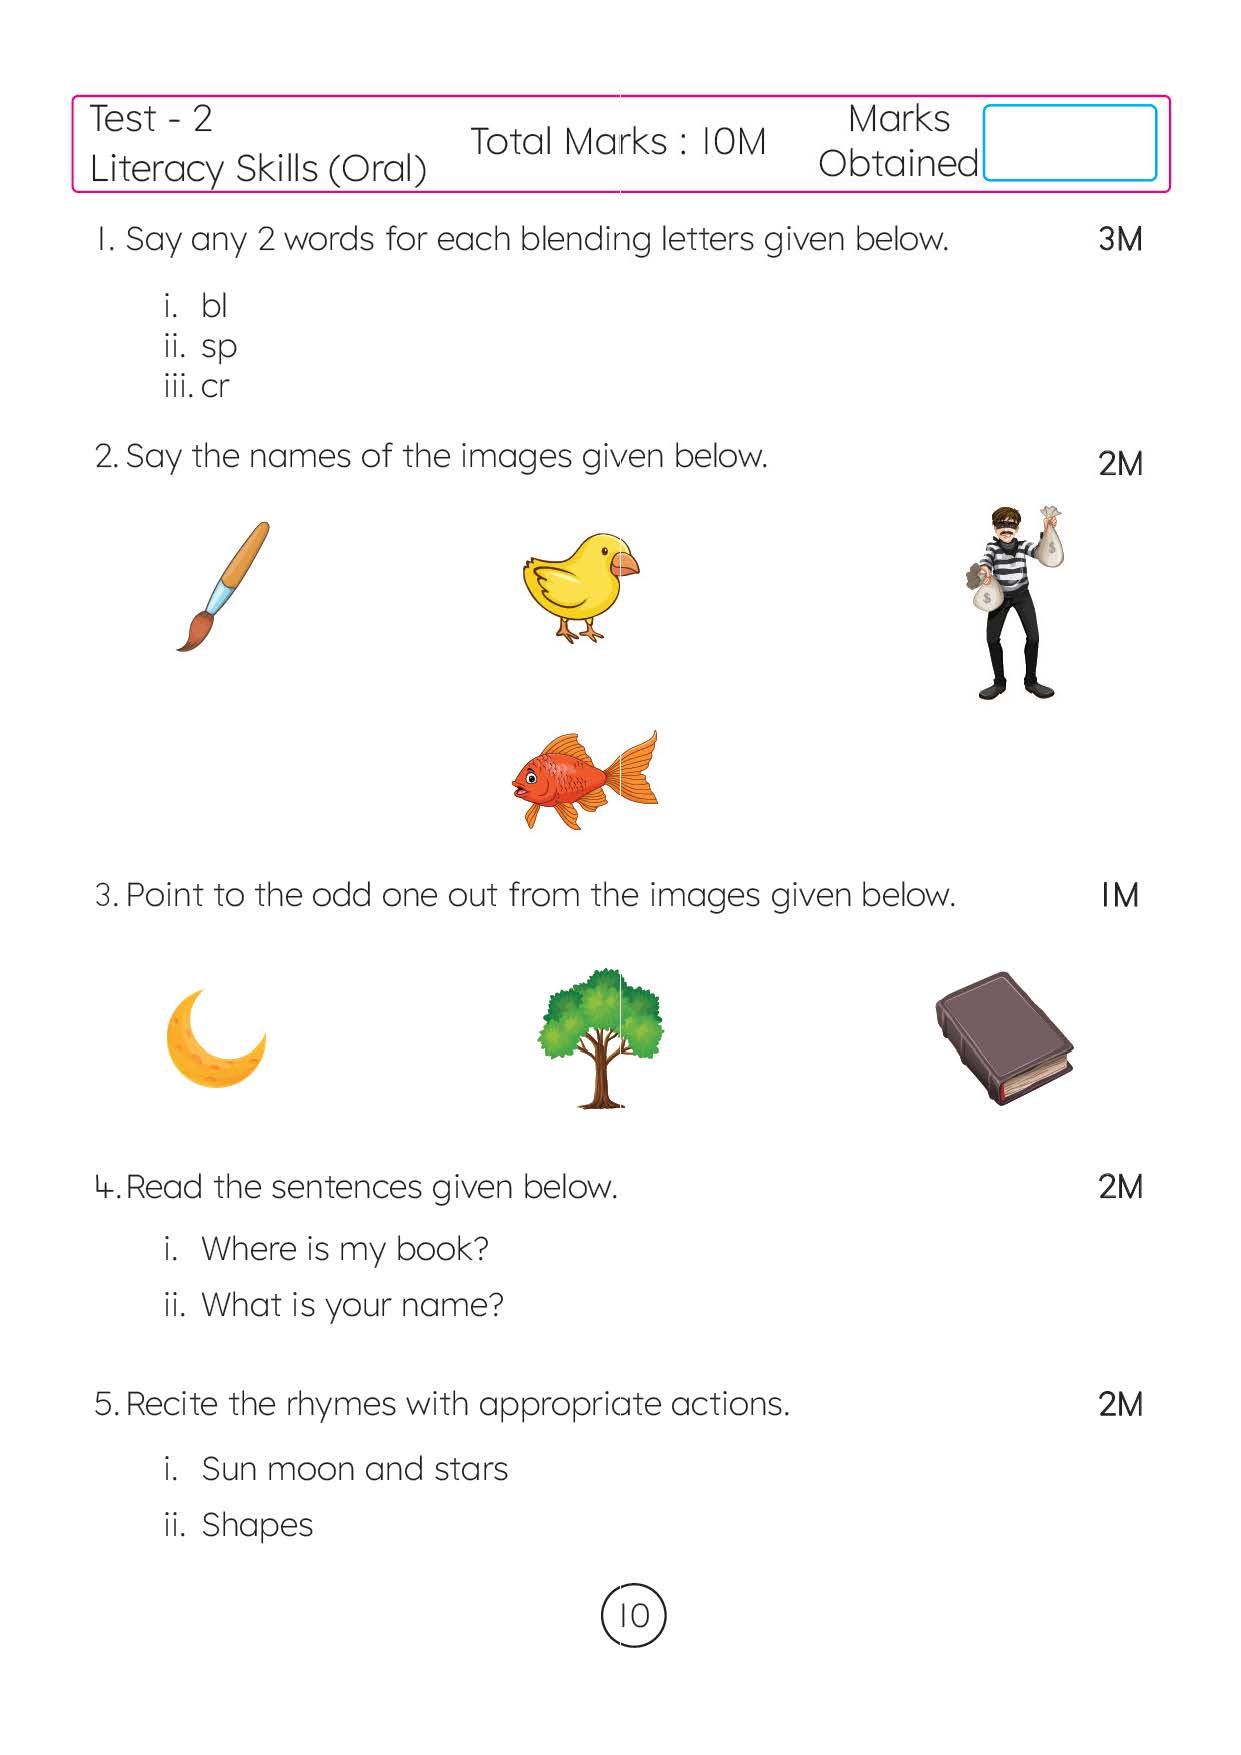 Test - 2
Literacy Skills (Oral)
Total Marks : 10M
Marks
Obtained
1. Say any 2 words for each blending letters given below. 3M
i. bl
ii. sp
iii. cr
2. Say the names of the images given below. 2M
$
$
3. Point to the odd one out from the images given below. 1M
4. Read the sentences given below. 2M
i. Where is my book?
ii. What is your name?
5. Recite the rhymes with appropriate actions. 2M
i. Sun moon and stars
ii. Shapes
10